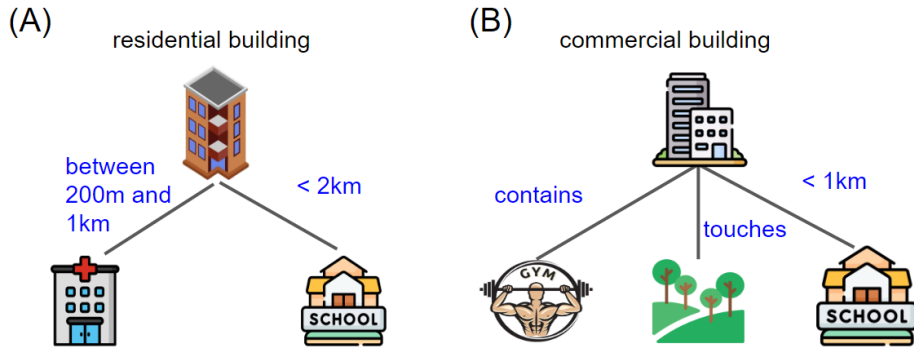 (A)
residential building
between
200m and
1km
< 2km
SCHOOL
(B)
commercial building
contains
touches
< 1km
GYM
SCHOOL